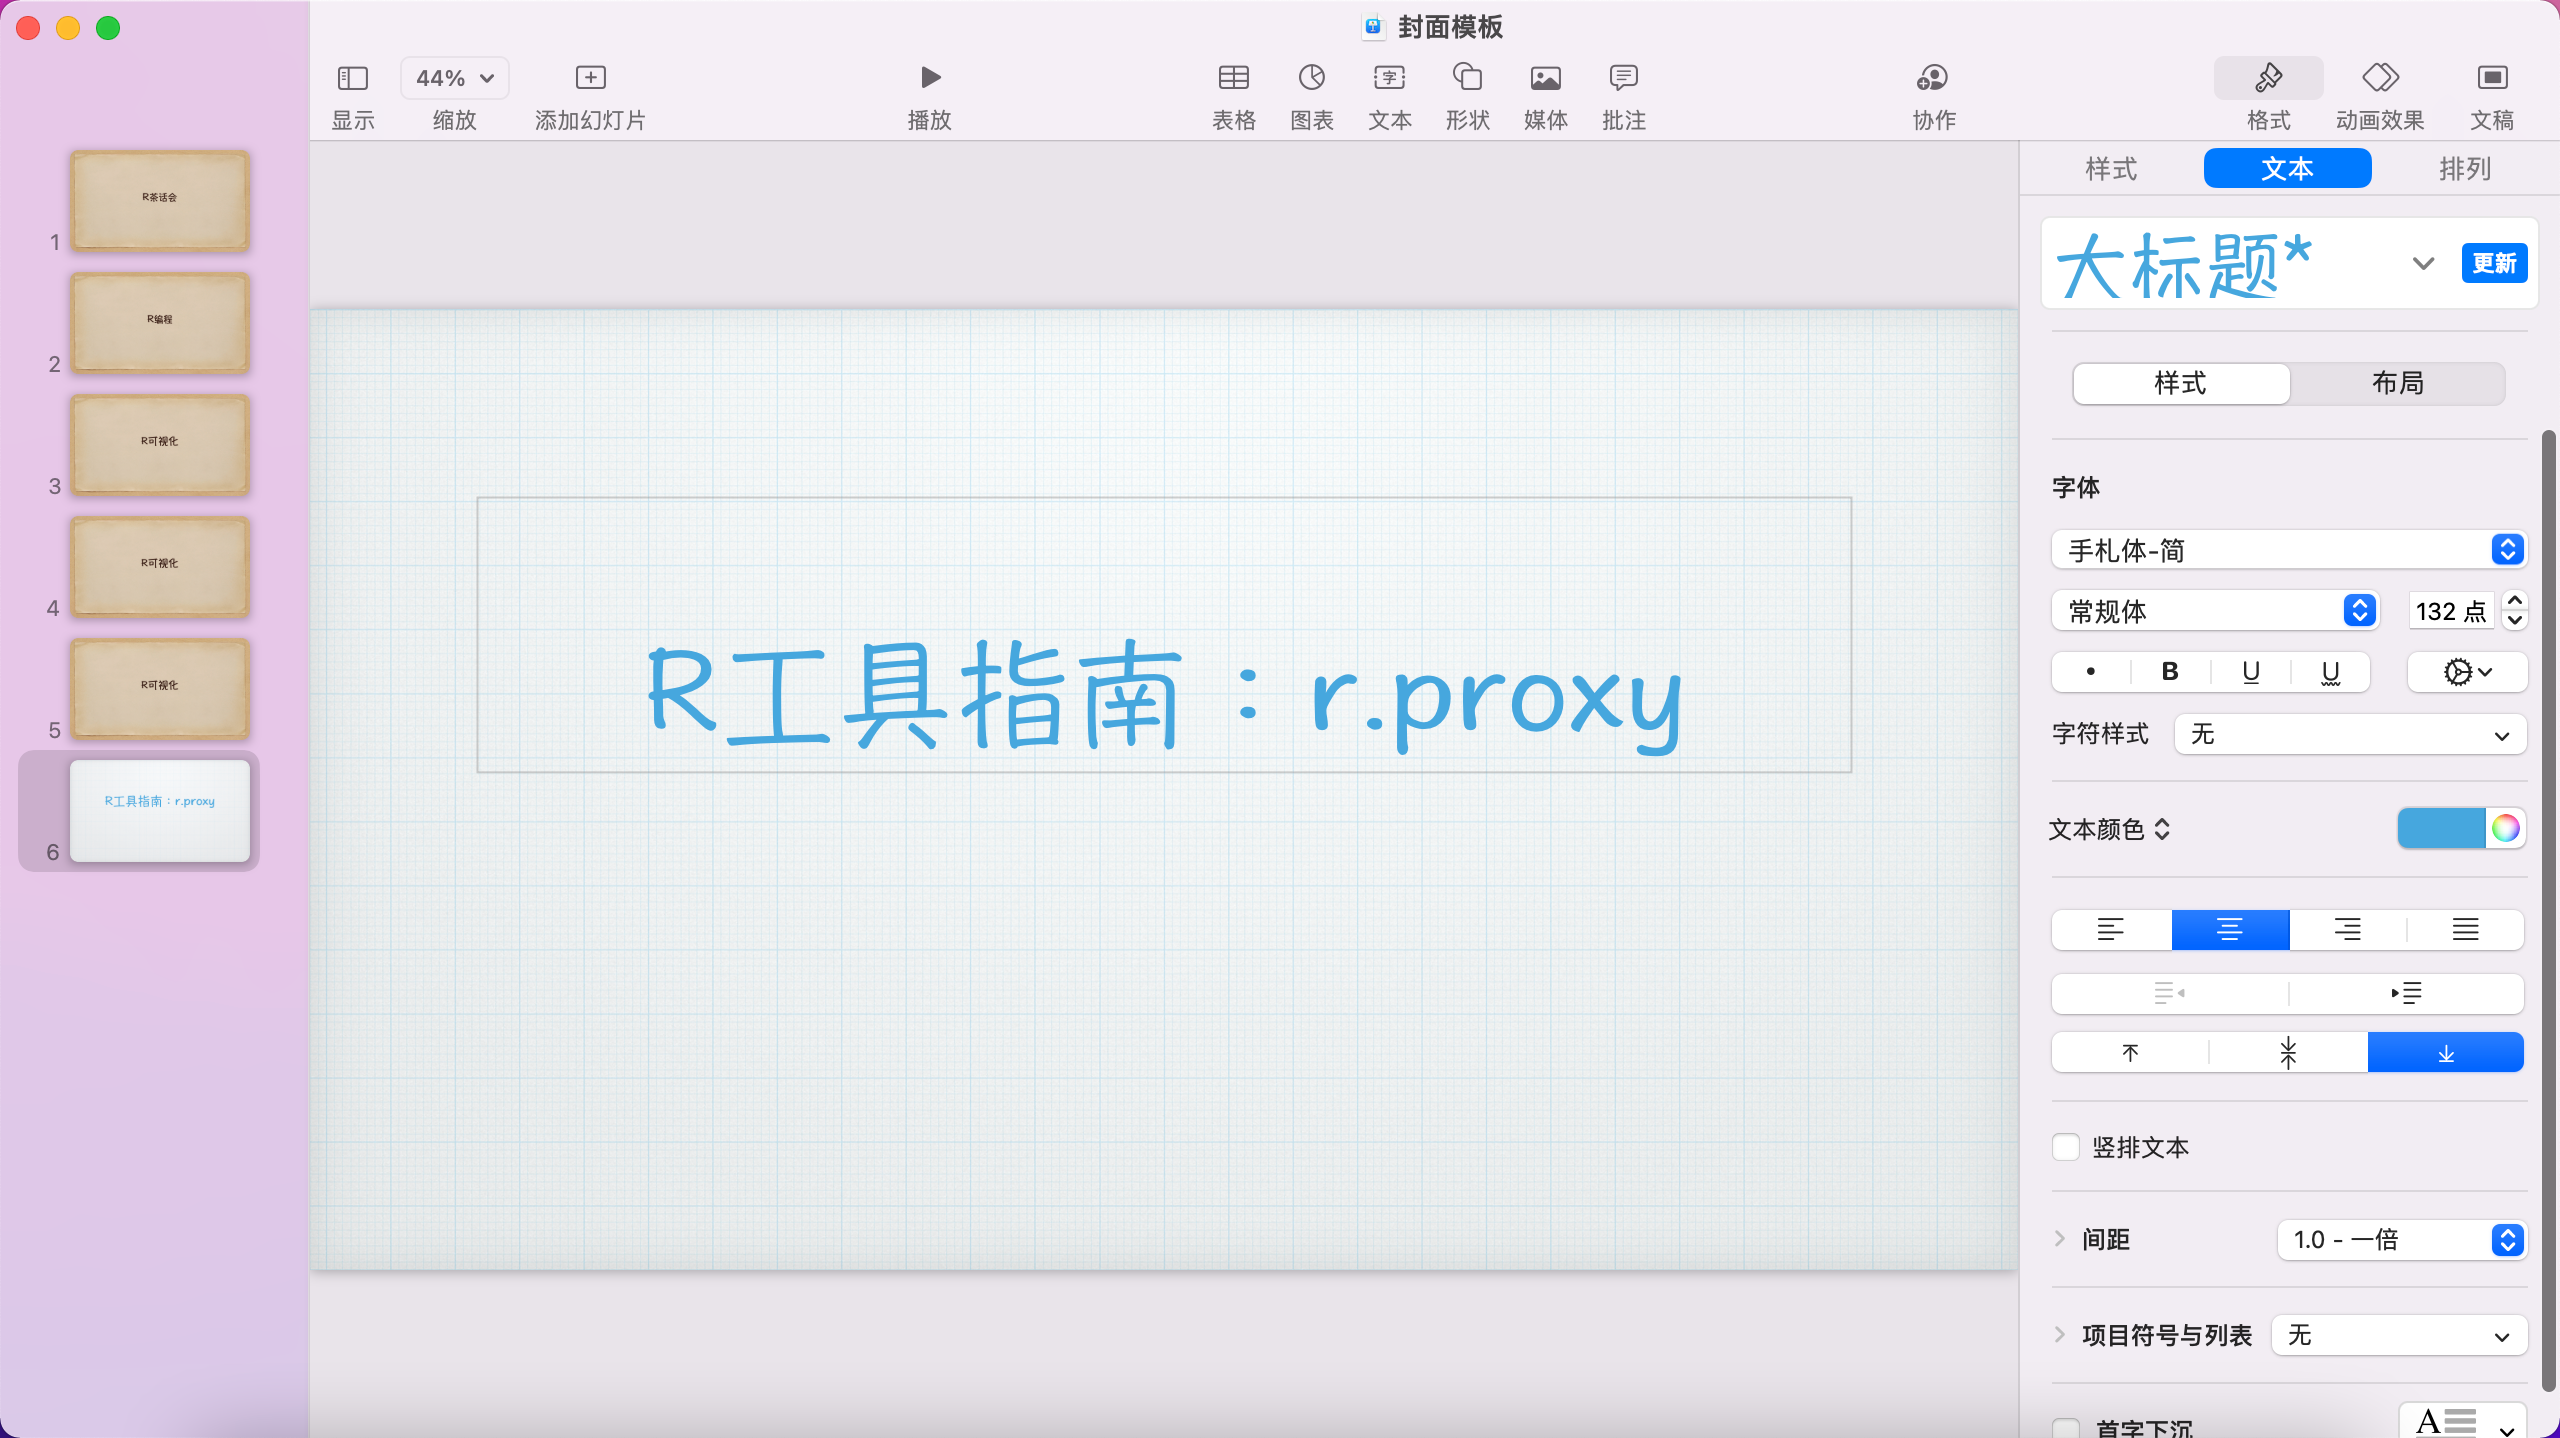 封面模板
44%
显示
缩放
添加幻灯片
播放
表格
图表
文本
形状
媒体
批注
协作
格式
动画效果
文稿
R茶话会
1
R编程
2
R可视化
3
R可视化
4
R可视化
5
R工具指南：r.proxy
6
R工具指南：r.proxy
样式
文本
排列
大标题*
更新
样式
布局
字体
手札体-简
常规体
132 点
B U U
字符样式
无
文本颜色
竖排文本
间距
1.0 - 一倍
项目符号与列表
无
首字下沉
A